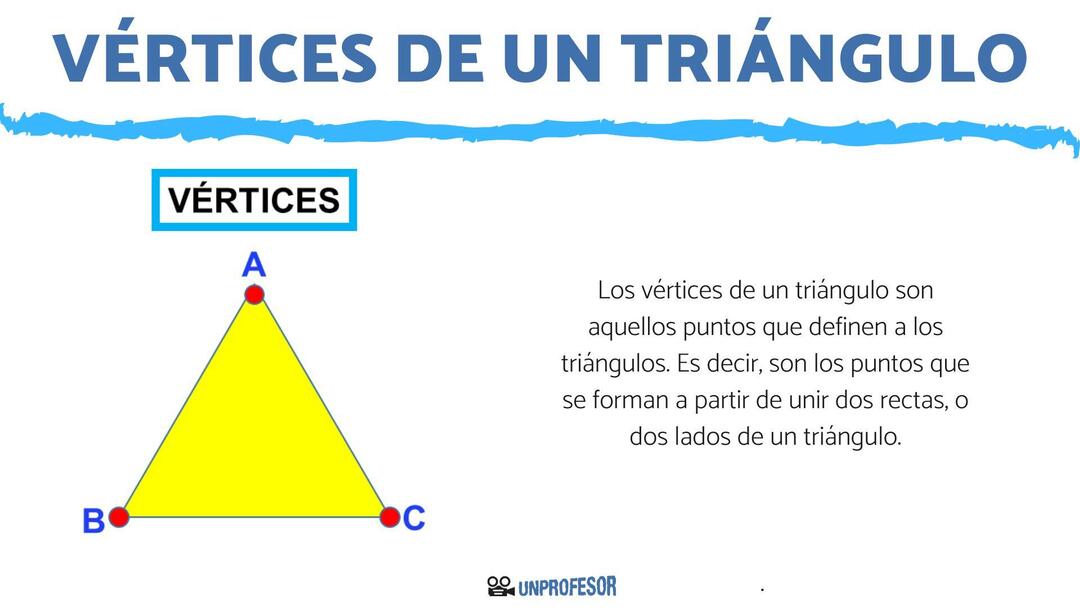 VÉRTICES DE UN TRIÁNGULO
VÉRTICES
A
B
C
Los vértices de un triángulo son
aquellos puntos que definen a los
triángulos. Es decir, son los puntos que
se forman a partir de unir dos rectas, o
dos lados de un triángulo.
UNPROFESOR
.